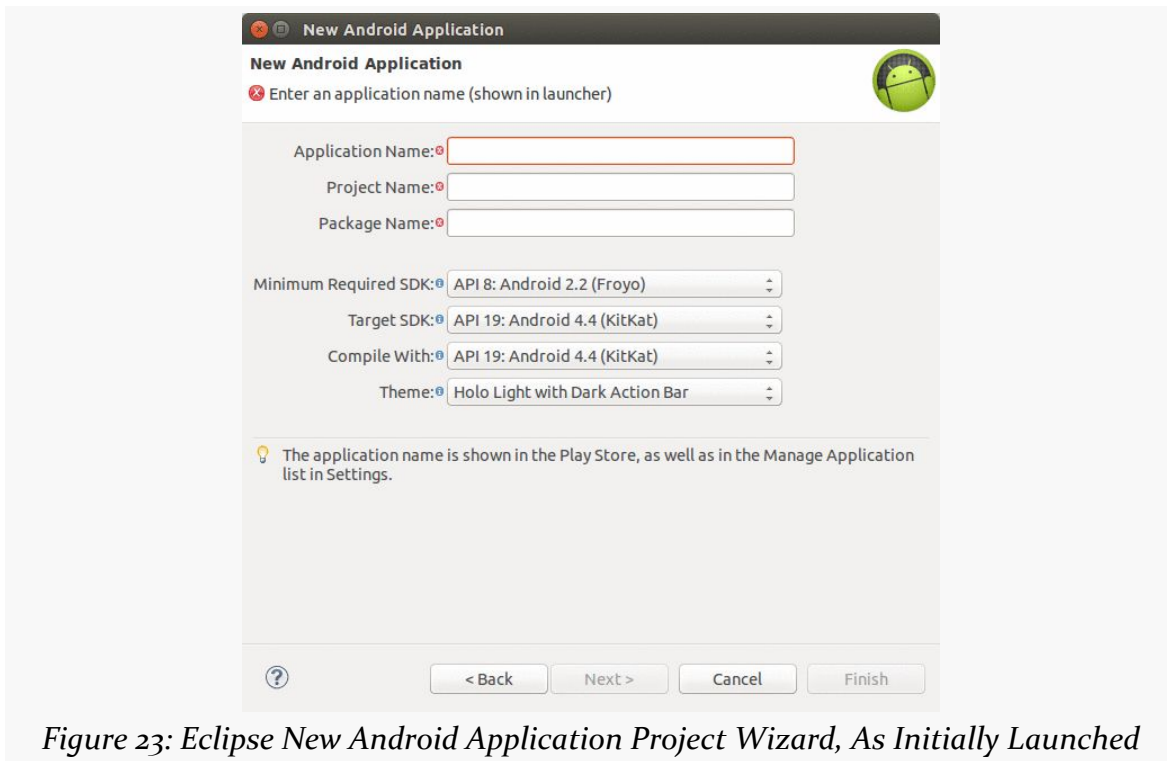 New Android Application
New Android Application
Enter an application name (shown in launcher)
Application Name:
Project Name:
Package Name:
Minimum Required SDK: API 8: Android 2.2 (Froyo)
Target SDK: API 19: Android 4.4 (KitKat)
Compile With: API 19: Android 4.4 (KitKat)
Theme: Holo Light with Dark Action Bar
The application name is shown in the Play Store, as well as in the Manage Application
list in Settings.
? < Back Next > Cancel Finish
Figure 23: Eclipse New Android Application Project Wizard, As Initially Launched